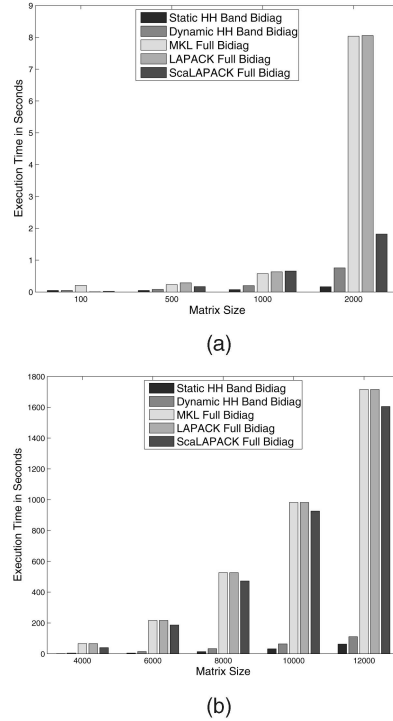 9
8
7
6
5
4
3
2
1
0
Execution Time in Seconds
Static HH Band Bidiag
Dynamic HH Band Bidiag
MKL Full Bidiag
LAPACK Full Bidiag
ScaLAPACK Full Bidiag
100 500 1000 2000
Matrix Size
(a)
1800
1600
1400
1200
1000
800
600
400
200
0
Execution Time in Seconds
Static HH Band Bidiag
Dynamic HH Band Bidiag
MKL Full Bidiag
LAPACK Full Bidiag
ScaLAPACK Full Bidiag
4000 6000 8000 10000 12000
Matrix Size
(b)